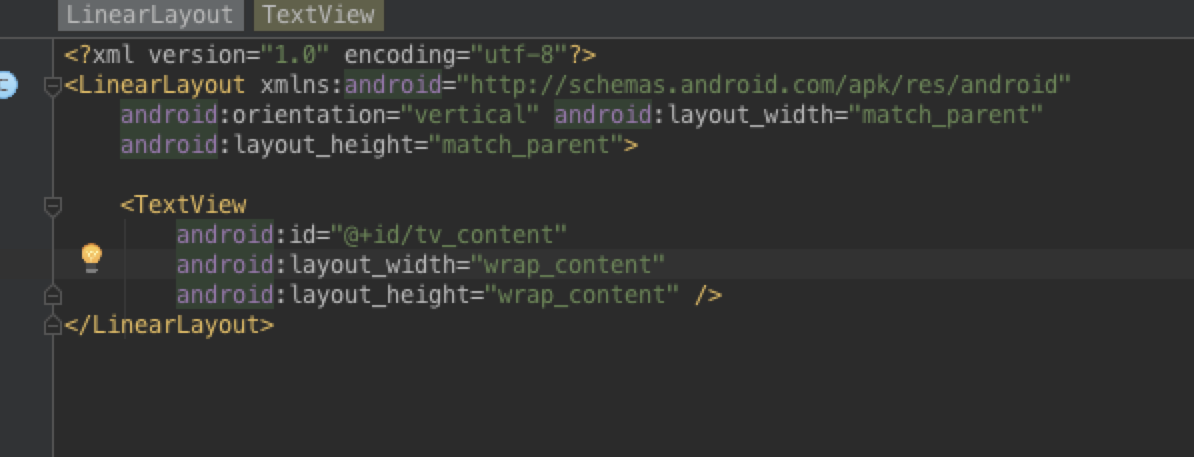 LinearLayout TextView
<?xml version="1.0" encoding="utf-8"?>
<LinearLayout xmlns:android="http://schemas.android.com/apk/res/android"
    android:orientation="vertical" android:layout_width="match_parent"
    android:layout_height="match_parent">

    <TextView
        android:id="@+id/tv_content"
        android:layout_width="wrap_content"
        android:layout_height="wrap_content" />
</LinearLayout>